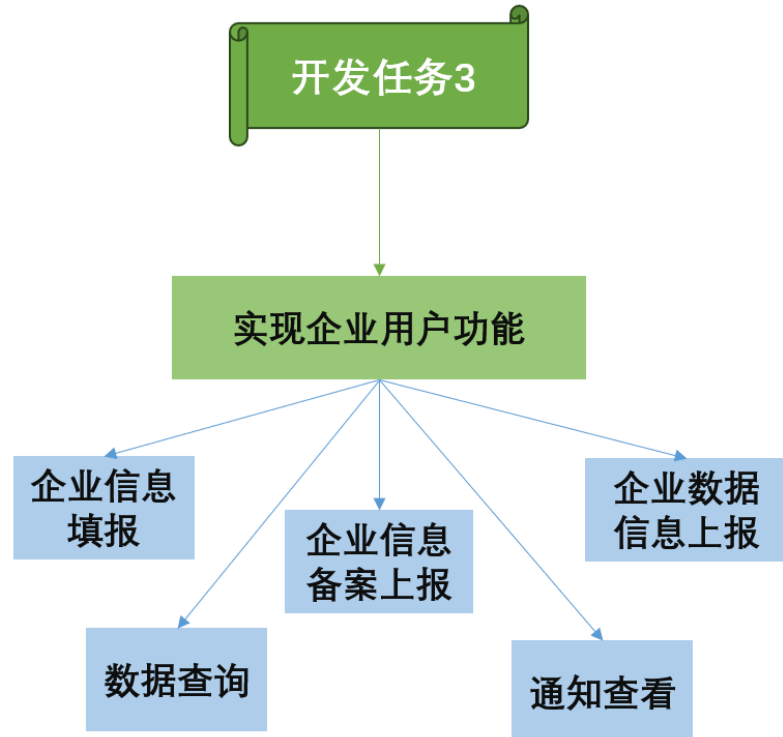 开发任务3
实现企业用户功能
企业信息
填报
企业数据
信息上报
企业信息
备案上报
数据查询
通知查看